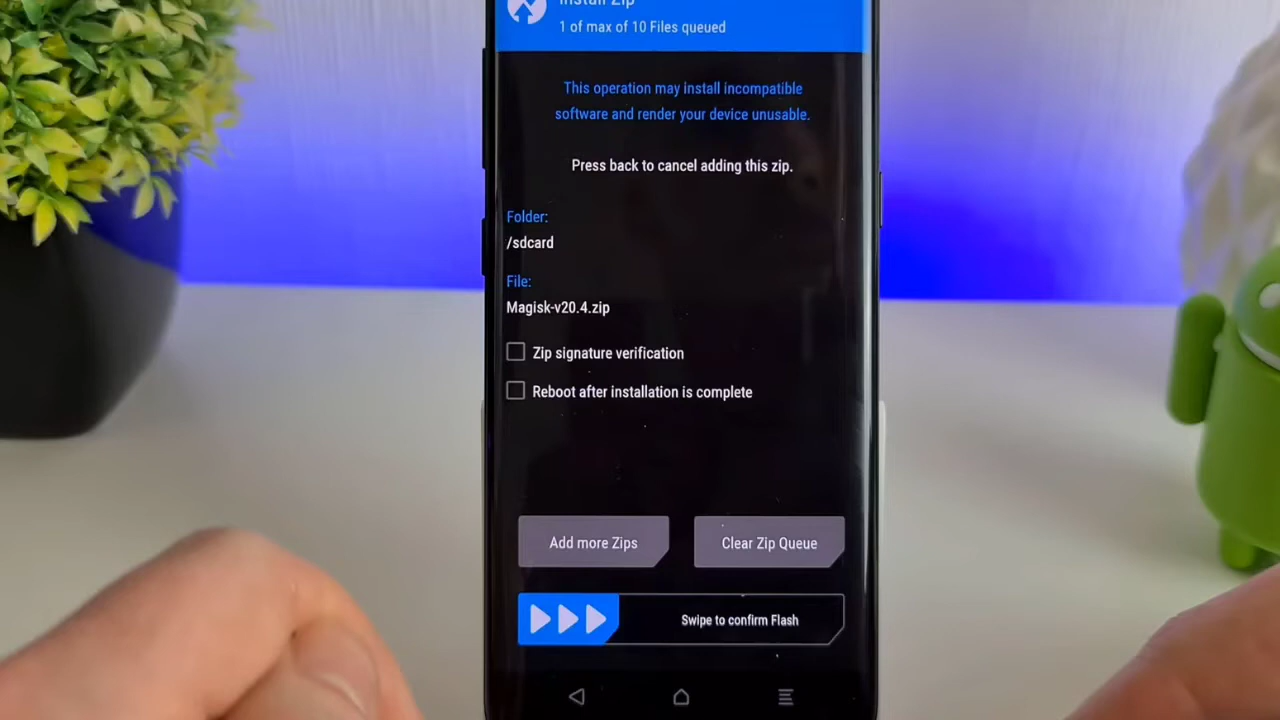 Install Zip
1 of max of 10 Files queued
This operation may install incompatible
software and render your device unusable.
Press back to cancel adding this zip.
Folder:
/sdcard
File:
Magisk-v20.4.zip
Zip signature verification
Reboot after installation is complete
Add more Zips
Clear Zip Queue
Swipe to confirm Flash